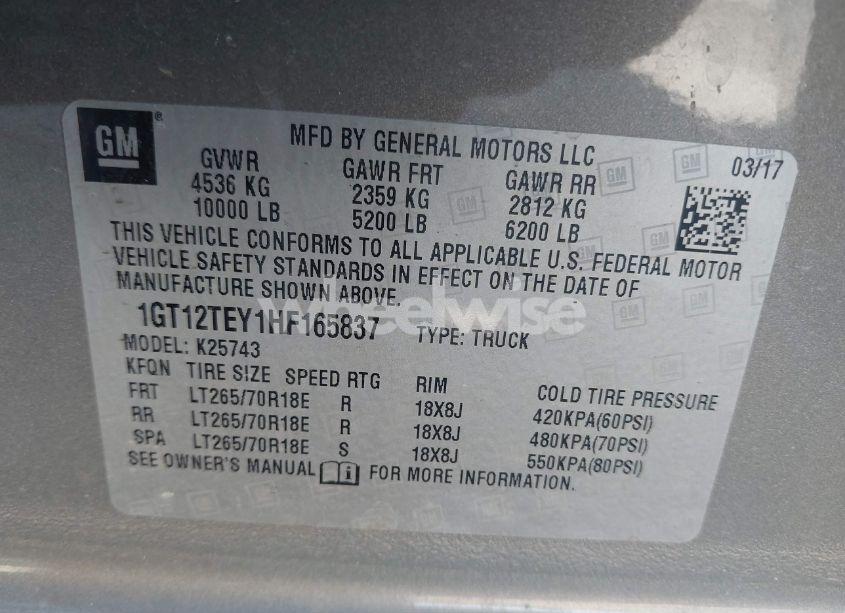 GM
MFD BY GENERAL MOTORS LLC
03/17
GVWR GAWR FRT GAWR RR
4536 KG 2359 KG 2812 KG
10000 LB 5200 LB 6200 LB
THIS VEHICLE CONFORMS TO ALL APPLICABLE U.S. FEDERAL MOTOR
VEHICLE SAFETY STANDARDS IN EFFECT ON THE DATE OF
MANUFACTURE SHOWN ABOVE.
wheelwise
1GT12TEY1HF165837 TYPE: TRUCK
MODEL: K25743
KFQN TIRE SIZE SPEED RTG RIM COLD TIRE PRESSURE
FRT LT265/70R18E R 18X8J 420KPA(60PSI)
RR LT265/70R18E R 18X8J 480KPA(70PSI)
SPA LT265/70R18E S 18X8J 550KPA(80PSI)
SEE OWNER'S MANUAL FOR MORE INFORMATION.